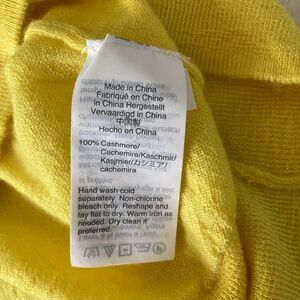 Made in China
Fabriqué en Chine
in China Hergestellt
Vervaardigd in China
中国製
Hecho en China
100% Cashmere/
Cachemire/Kaschmir/
Kasjmier/カシミア/
cachemira
Hand wash cold
separately. Non-chlorine
bleach only. Reshape and
lay flat to dry. Warm iron as
needed. Dry clean if
preferred.